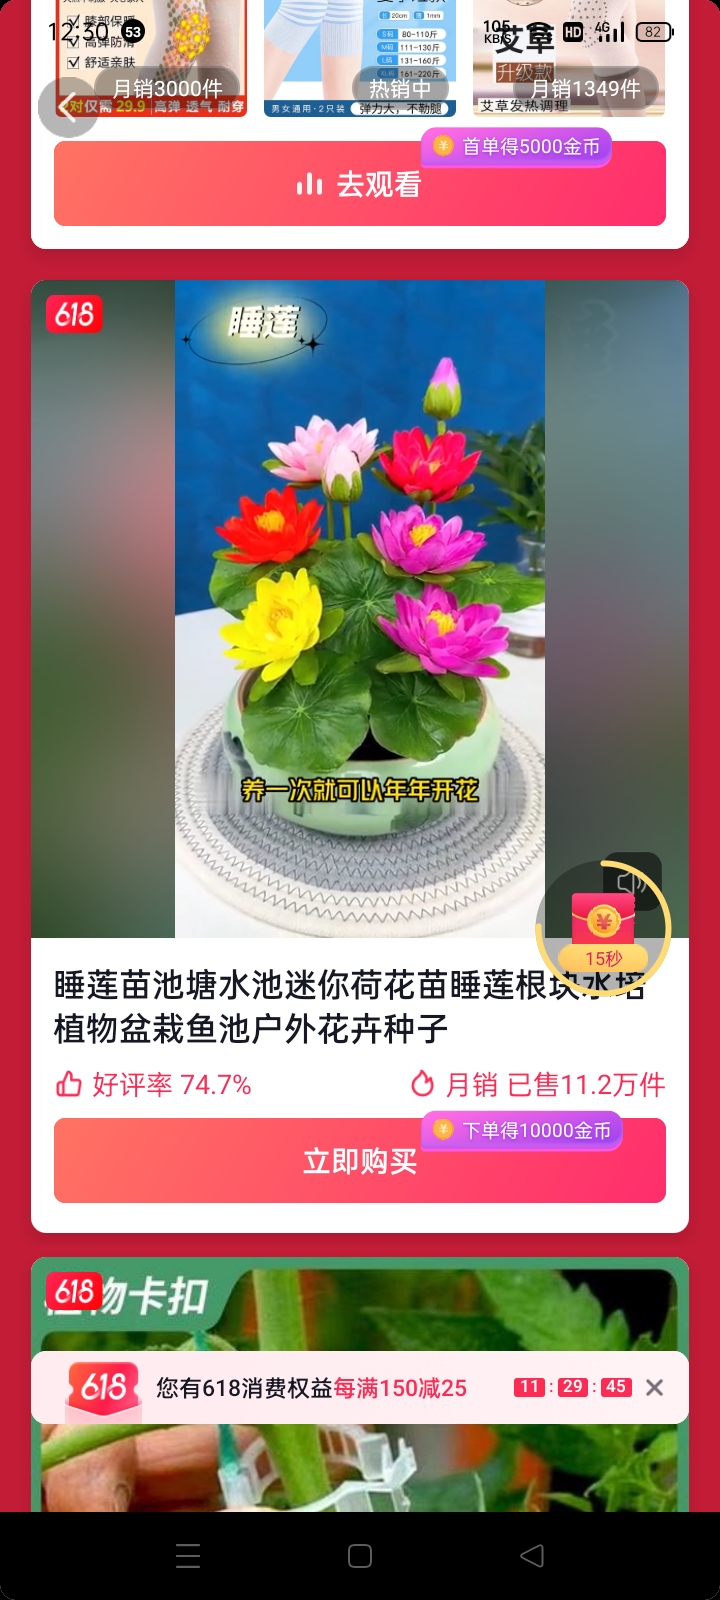 12:30
53
105
KB/S
HD
4G
82
膝部保暖
高弹防滑
舒适亲肤
月销3000件
对仅需 29.9 高弹 透气 耐穿
长 20cm 厚 1mm
S码 80-110斤
M码 111-130斤
L码 131-160斤
XL码 161-220斤
热销中
男女通用·2只装 弹力大,不勒腿
艾草
升级款
月销1349件
艾草发热调理
首单得5000金币
去观看
618
睡莲
养一次就可以年年开花
15秒
睡莲苗池塘水池迷你荷花苗睡莲根块水培
植物盆栽鱼池户外花卉种子
好评率 74.7%
月销 已售11.2万件
下单得10000金币
立即购买
618
物卡扣
618
您有618消费权益每满150减25
11:29:45